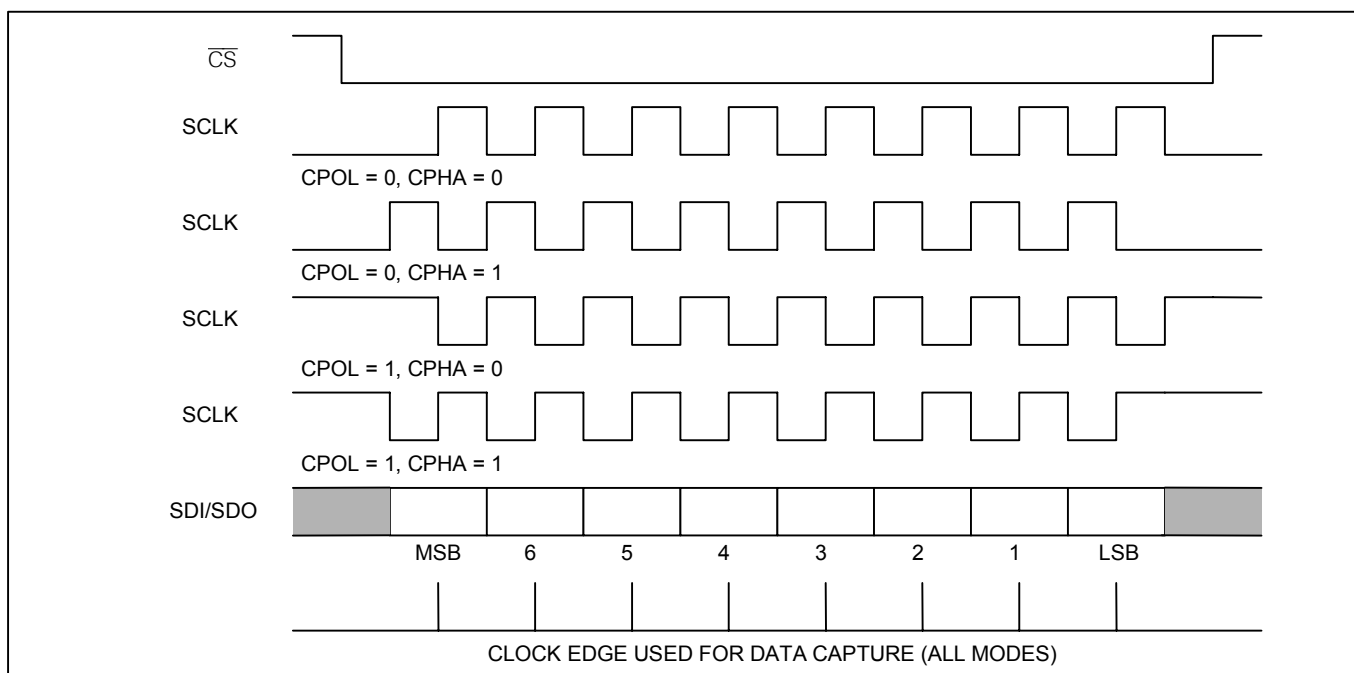 C̅S̅
SCLK
CPOL = 0, CPHA = 0
SCLK
CPOL = 0, CPHA = 1
SCLK
CPOL = 1, CPHA = 0
SCLK
CPOL = 1, CPHA = 1
SDI/SDO
MSB 6 5 4 3 2 1 LSB
CLOCK EDGE USED FOR DATA CAPTURE (ALL MODES)